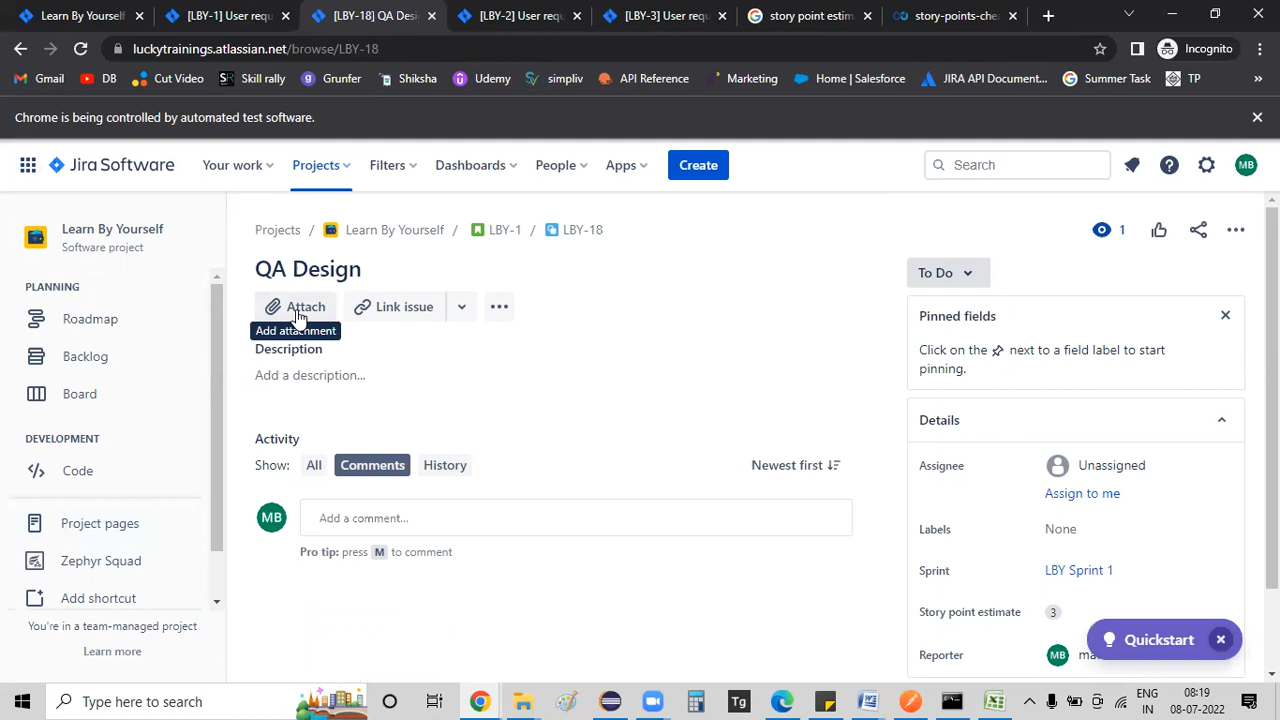 Learn By Yourself
[LBY-1] User requ
[LBY-18] QA Desi
[LBY-2] User requ
[LBY-3] User requ
story point estim
story-points-che
luckytrainings.atlassian.net/browse/LBY-18
Incognito
Gmail
DB
Cut Video
Skill rally
Grunfer
Shiksha
Udemy
simpliv
API Reference
Marketing
Home | Salesforce
JIRA API Document...
Summer Task
TP
»
Chrome is being controlled by automated test software.
Jira Software
Your work
Projects
Filters
Dashboards
People
Apps
Create
Search
MB
Learn By Yourself
Software project
PLANNING
Roadmap
Backlog
Board
DEVELOPMENT
Code
Project pages
Zephyr Squad
Add shortcut
You're in a team-managed project
Learn more
Projects / Learn By Yourself / LBY-1 / LBY-18
1
QA Design
Attach
Link issue
Add attachment
Description
Add a description...
Activity
Show: All Comments History
Newest first
MB
Add a comment...
Pro tip: press M to comment
To Do
Pinned fields
Click on the next to a field label to start
pinning.
Details
Assignee
Unassigned
Assign to me
Labels
None
Sprint
LBY Sprint 1
Story point estimate
3
Reporter
MB
Quickstart
Type here to search
Tg
ENG
IN
08:19
08-07-2022